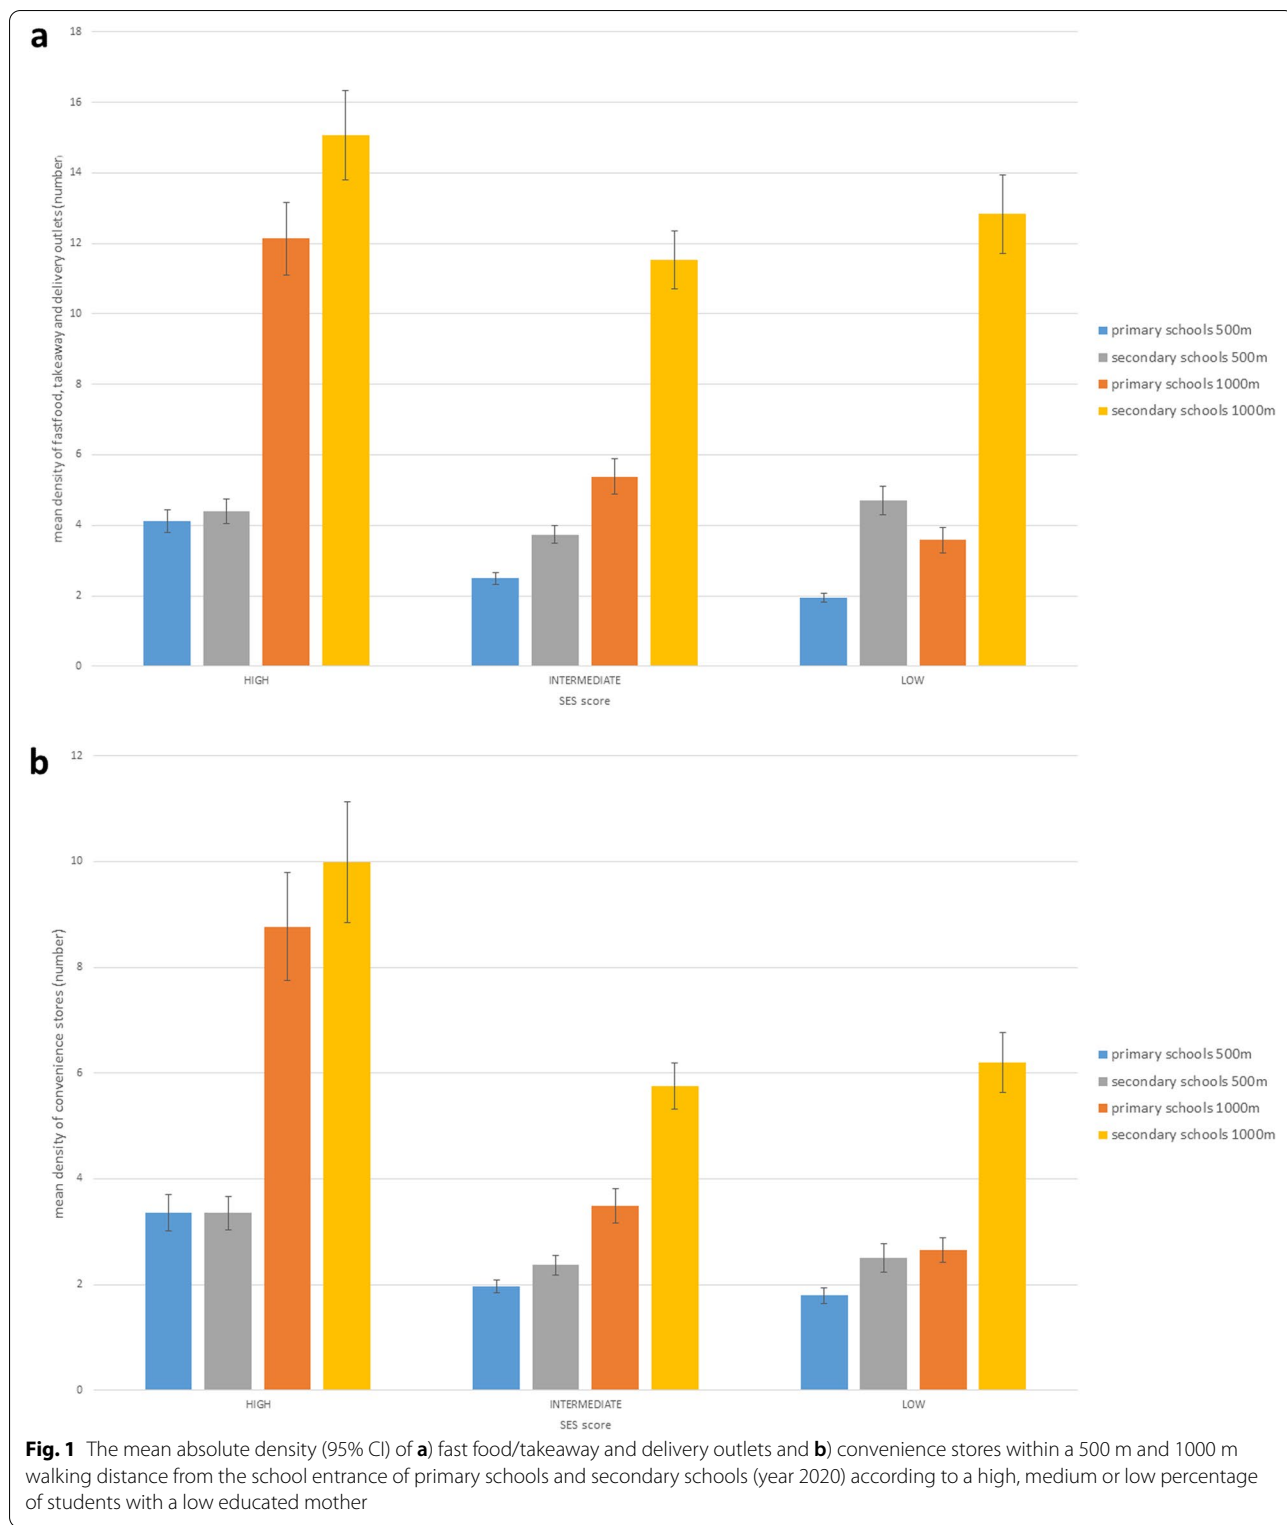 a
18
16
14
12
10
8
6
4
2
0
mean density of fastfood, takeaway and delivery outlets (number)
HIGH INTERMEDIATE LOW
SES score
primary schools 500m
secondary schools 500m
primary schools 1000m
secondary schools 1000m
b
12
10
8
6
4
2
0
mean density of convenience stores (number)
HIGH INTERMEDIATE LOW
SES score
primary schools 500m
secondary schools 500m
primary schools 1000m
secondary schools 1000m
Fig. 1 The mean absolute density (95% CI) of a) fast food/takeaway and delivery outlets and b) convenience stores within a 500 m and 1000 m
walking distance from the school entrance of primary schools and secondary schools (year 2020) according to a high, medium or low percentage
of students with a low educated mother